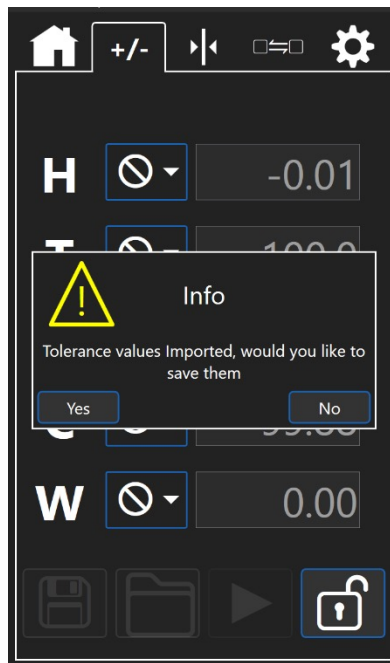 +/-
H -0.01
Info
Tolerance values Imported, would you like to
save them
Yes No
W 0.00